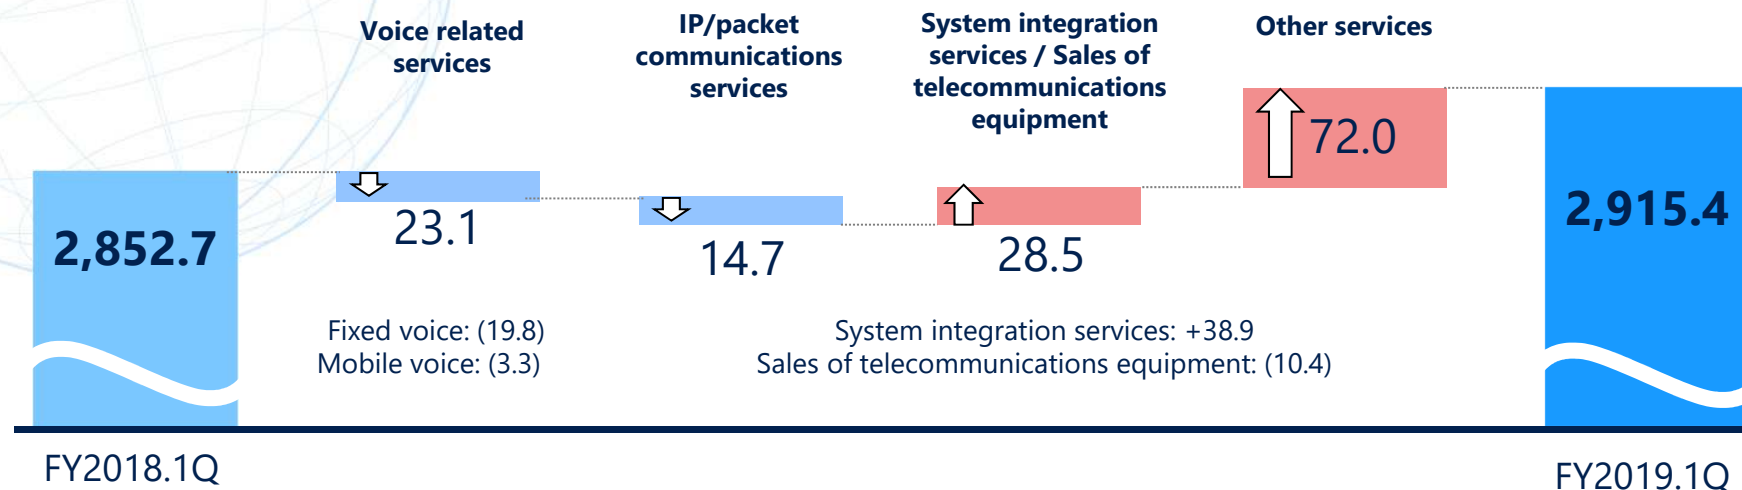 Voice related
services
IP/packet
communications
services
System integration
services / Sales of
telecommunications
equipment
Other services
2,852.7
23.1
14.7
28.5
72.0
2,915.4
Fixed voice: (19.8)
Mobile voice: (3.3)
System integration services: +38.9
Sales of telecommunications equipment: (10.4)
FY2018.1Q
FY2019.1Q